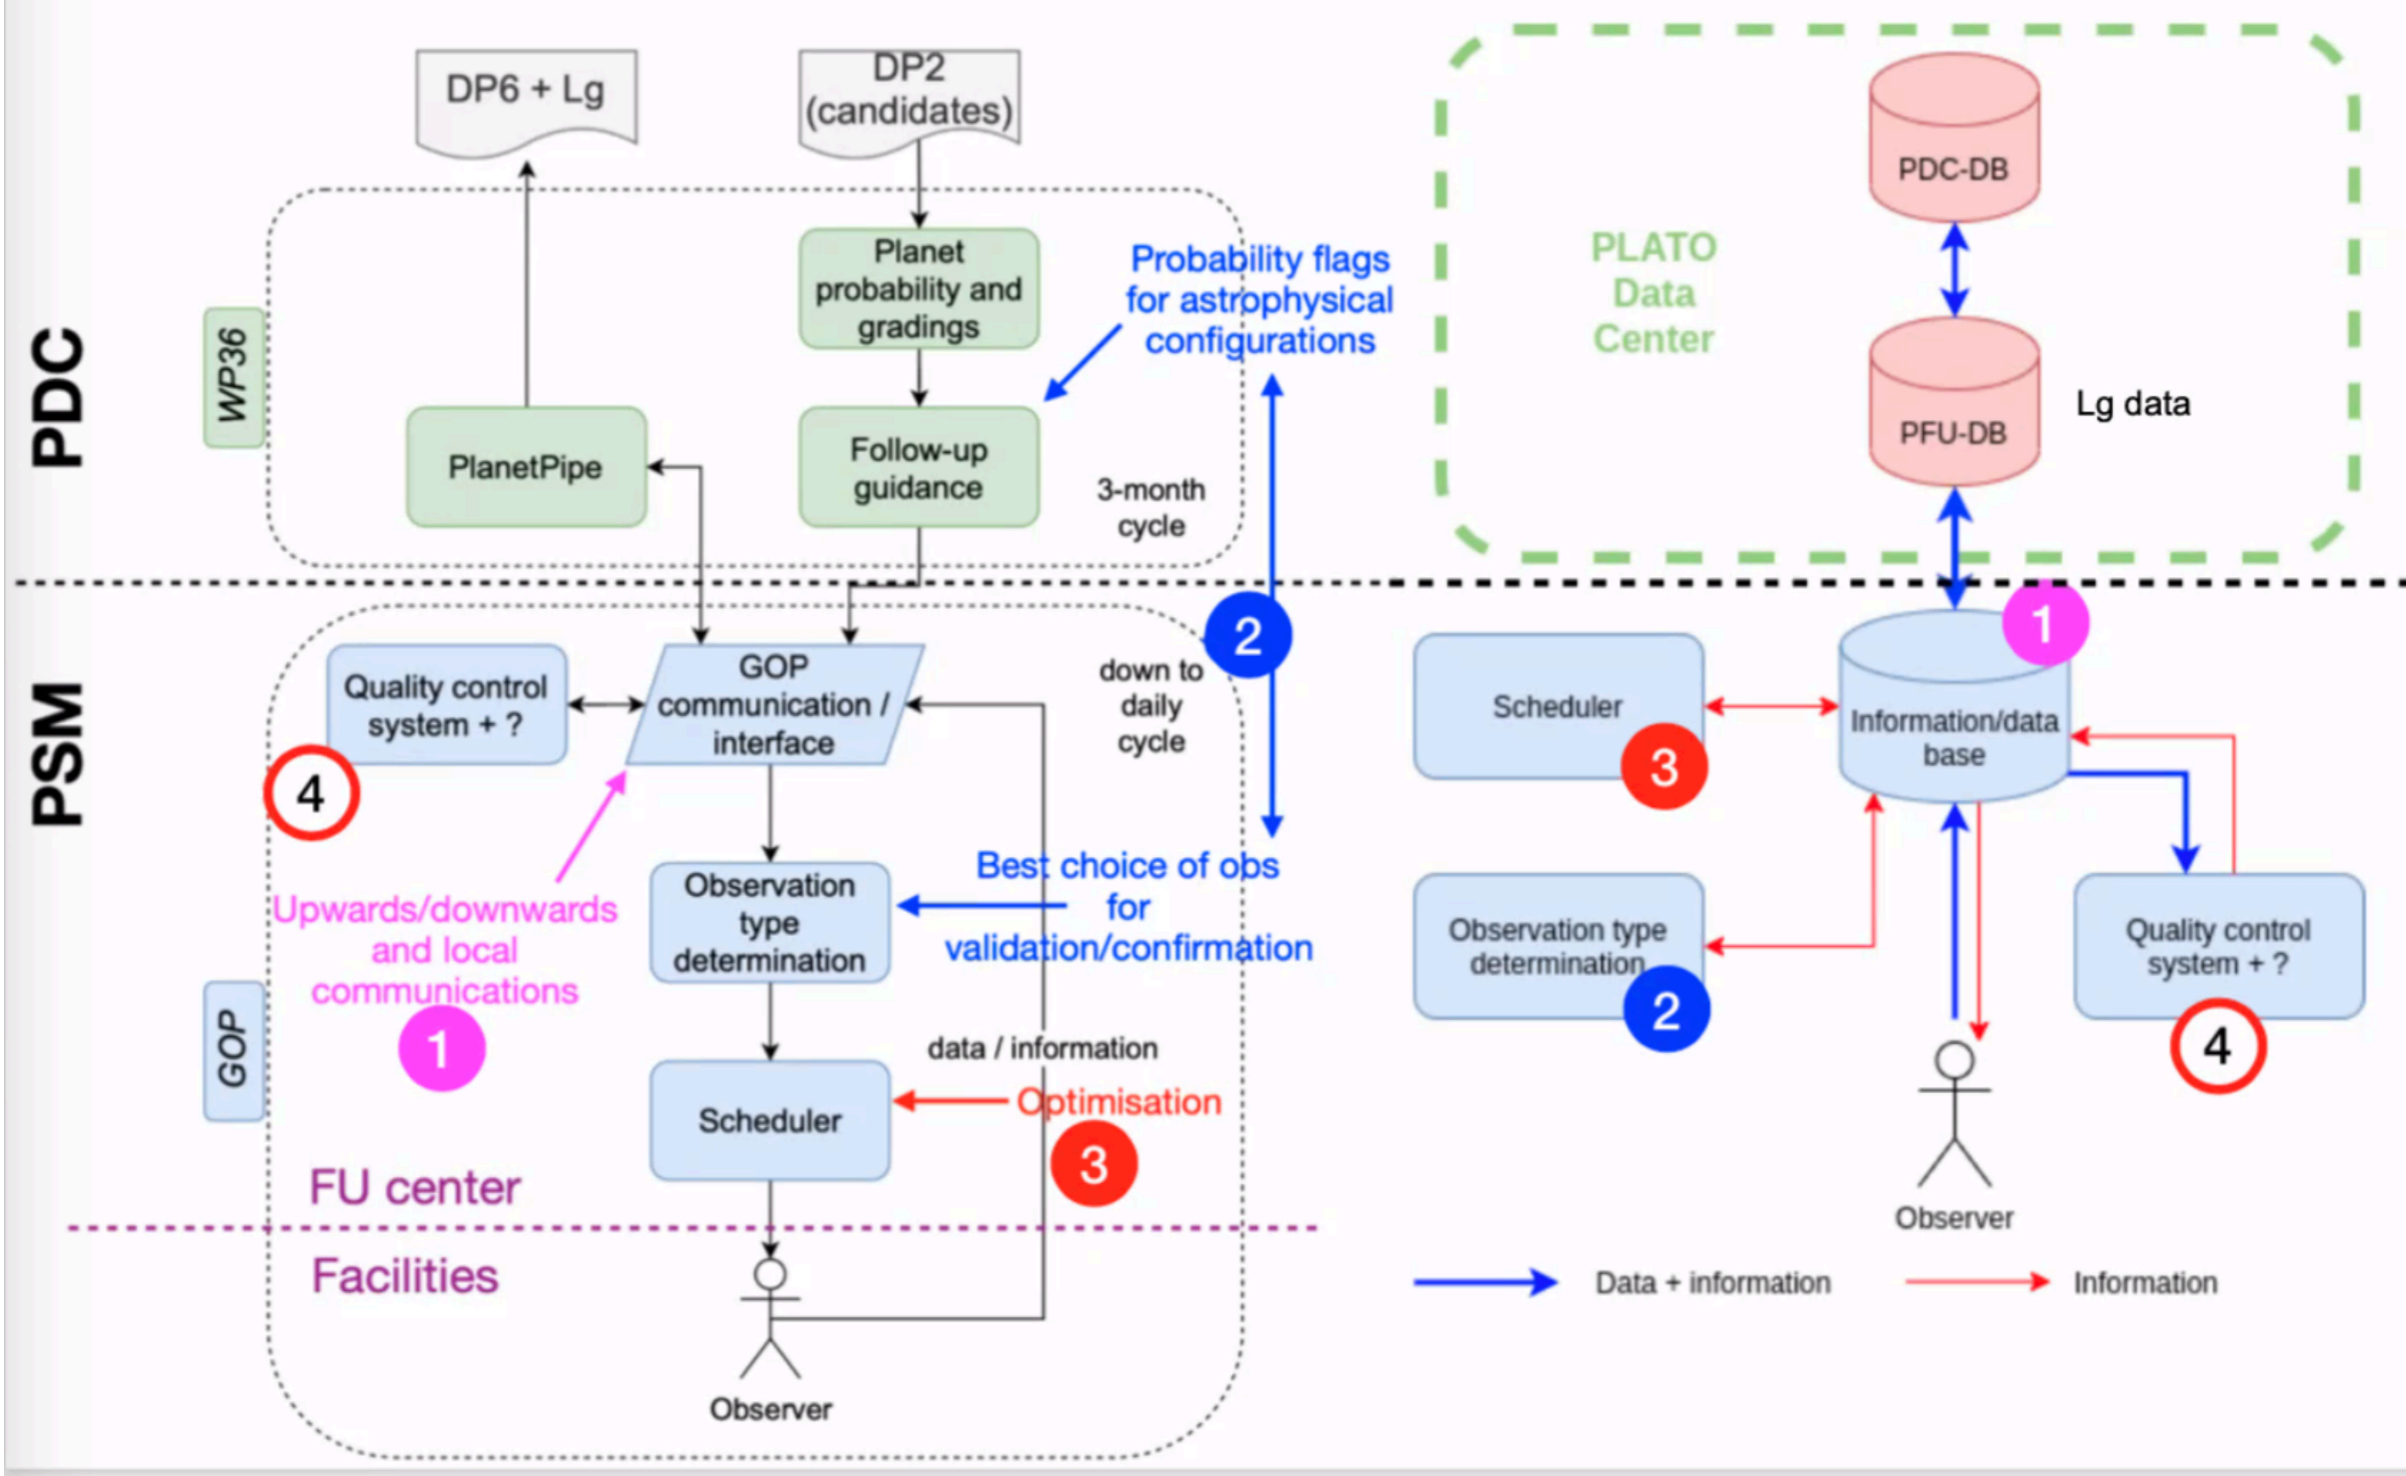 DP6 + Lg
DP2
(candidates)
PDC
WP36
Planet
probability and
gradings
Probability flags
for astrophysical
configurations
PlanetPipe
Follow-up
guidance
3-month
cycle
PLATO
Data
Center
PDC-DB
PFU-DB
Lg data
PSM
GOP
Quality control
system + ?
4
GOP
communication /
interface
down to
daily
cycle
2
Upwards/downwards
and local
communications
1
Observation
type
determination
Best choice of obs
for
validation/confirmation
data / information
Scheduler
Optimisation
3
FU center
Facilities
Observer
Scheduler
3
1
Information/data
base
Observation type
determination
2
Quality control
system + ?
4
Observer
Data + information
Information